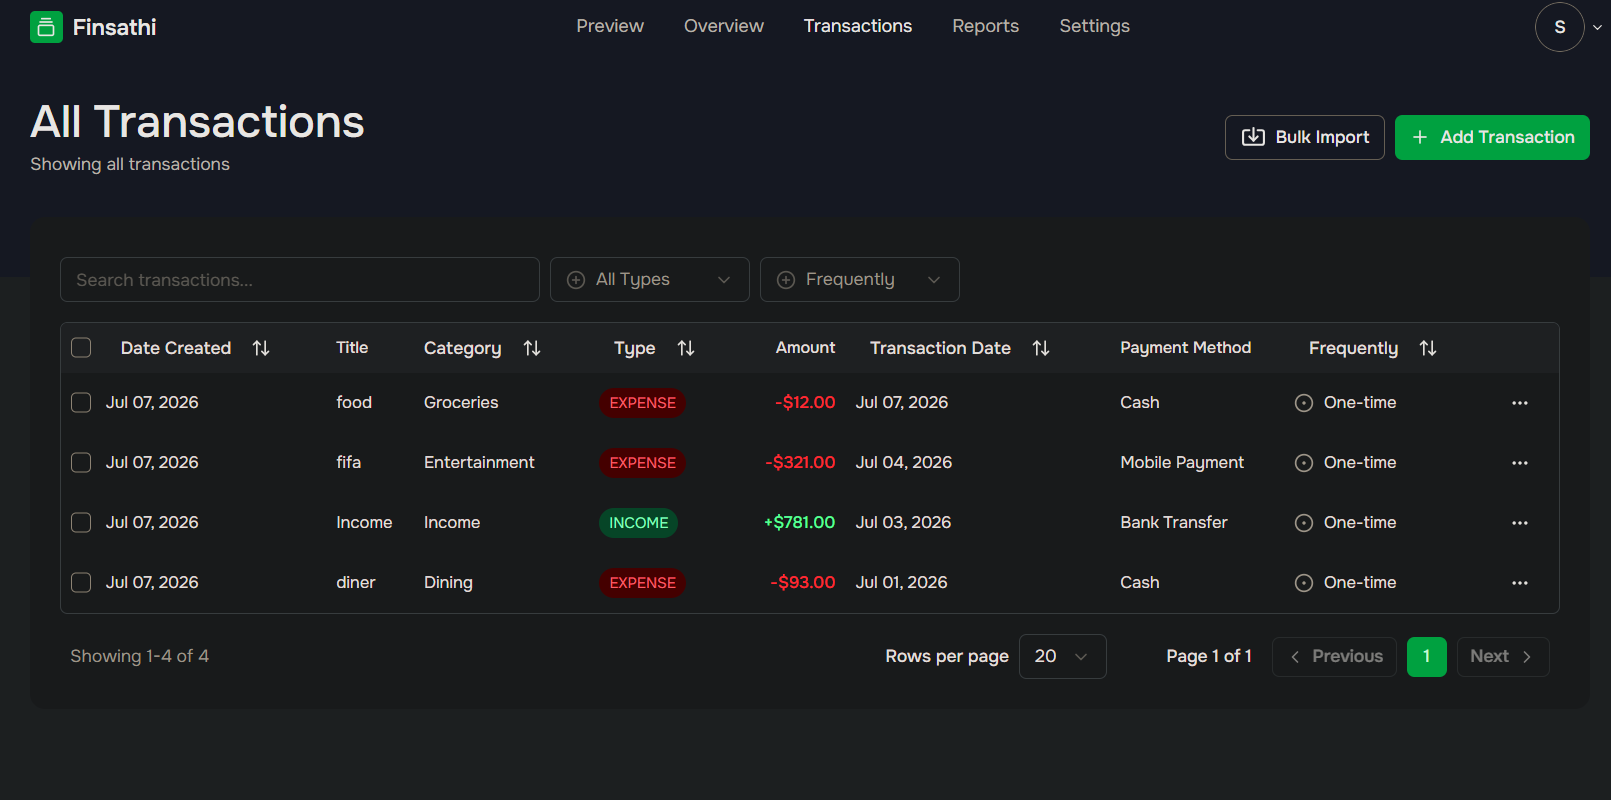 Finsathi
Preview Overview Transactions Reports Settings
S
All Transactions
Showing all transactions
Bulk Import
+ Add Transaction
Search transactions...
All Types
Frequently
Date Created Title Category Type Amount Transaction Date Payment Method Frequently
Jul 07, 2026 food Groceries EXPENSE -$12.00 Jul 07, 2026 Cash One-time
Jul 07, 2026 fifa Entertainment EXPENSE -$321.00 Jul 04, 2026 Mobile Payment One-time
Jul 07, 2026 Income Income INCOME +$781.00 Jul 03, 2026 Bank Transfer One-time
Jul 07, 2026 diner Dining EXPENSE -$93.00 Jul 01, 2026 Cash One-time
Showing 1-4 of 4
Rows per page 20
Page 1 of 1
Previous 1 Next